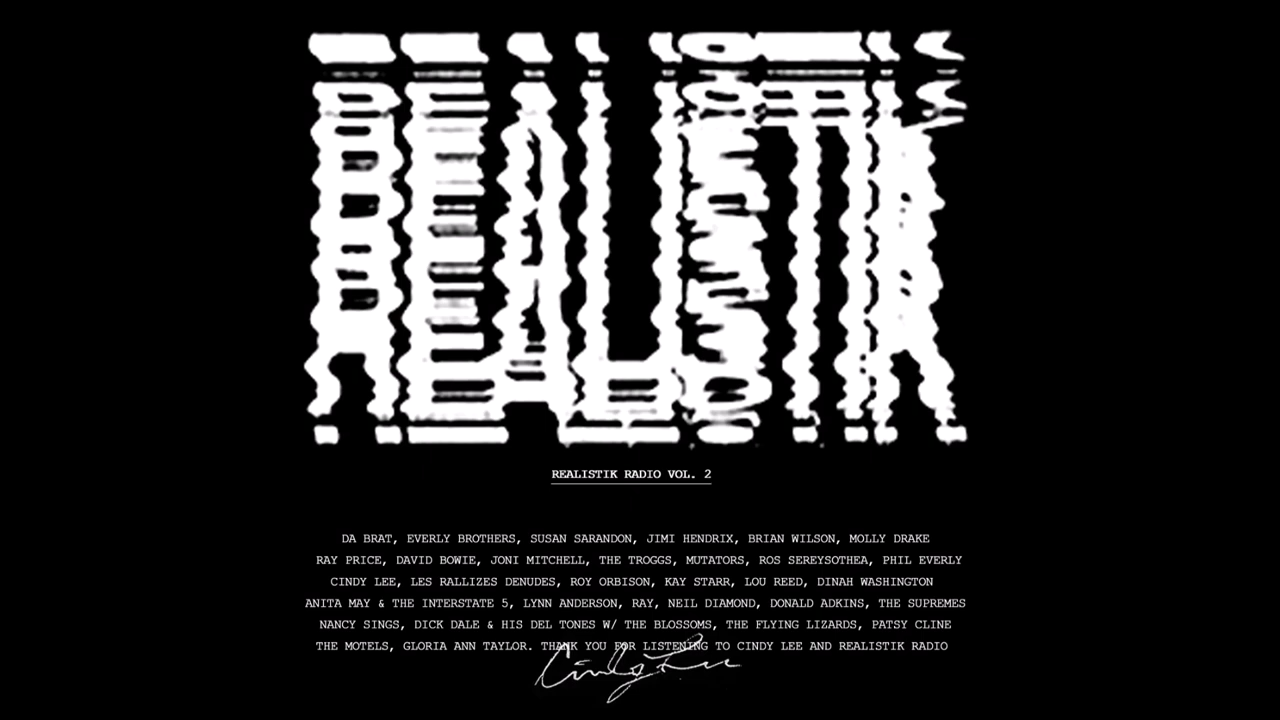 REALISTIK
REALISTIK RADIO VOL. 2
DA BRAT, EVERLY BROTHERS, SUSAN SARANDON, JIMI HENDRIX, BRIAN WILSON, MOLLY DRAKE
RAY PRICE, DAVID BOWIE, JONI MITCHELL, THE TROGGS, MUTATORS, ROS SEREYSOTHEA, PHIL EVERLY
CINDY LEE, LES RALLIZES DENUDES, ROY ORBISON, KAY STARR, LOU REED, DINAH WASHINGTON
ANITA MAY & THE INTERSTATE 5, LYNN ANDERSON, RAY, NEIL DIAMOND, DONALD ADKINS, THE SUPREMES
NANCY SINGS, DICK DALE & HIS DEL TONES W/ THE BLOSSOMS, THE FLYING LIZARDS, PATSY CLINE
THE MOTELS, GLORIA ANN TAYLOR. THANK YOU FOR LISTENING TO CINDY LEE AND REALISTIK RADIO
Cindy Lee